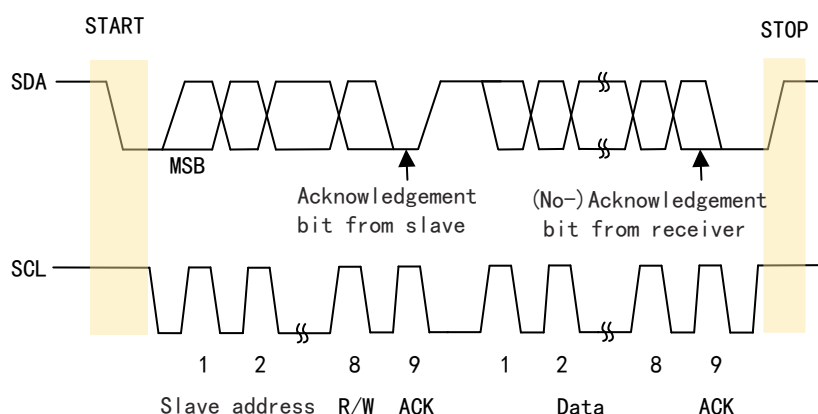 START
STOP
SDA
MSB
Acknowledgement
bit from slave
(No-) Acknowledgement
bit from receiver
SCL
1 2 8 9 1 2 8 9
Slave address R/W ACK Data ACK